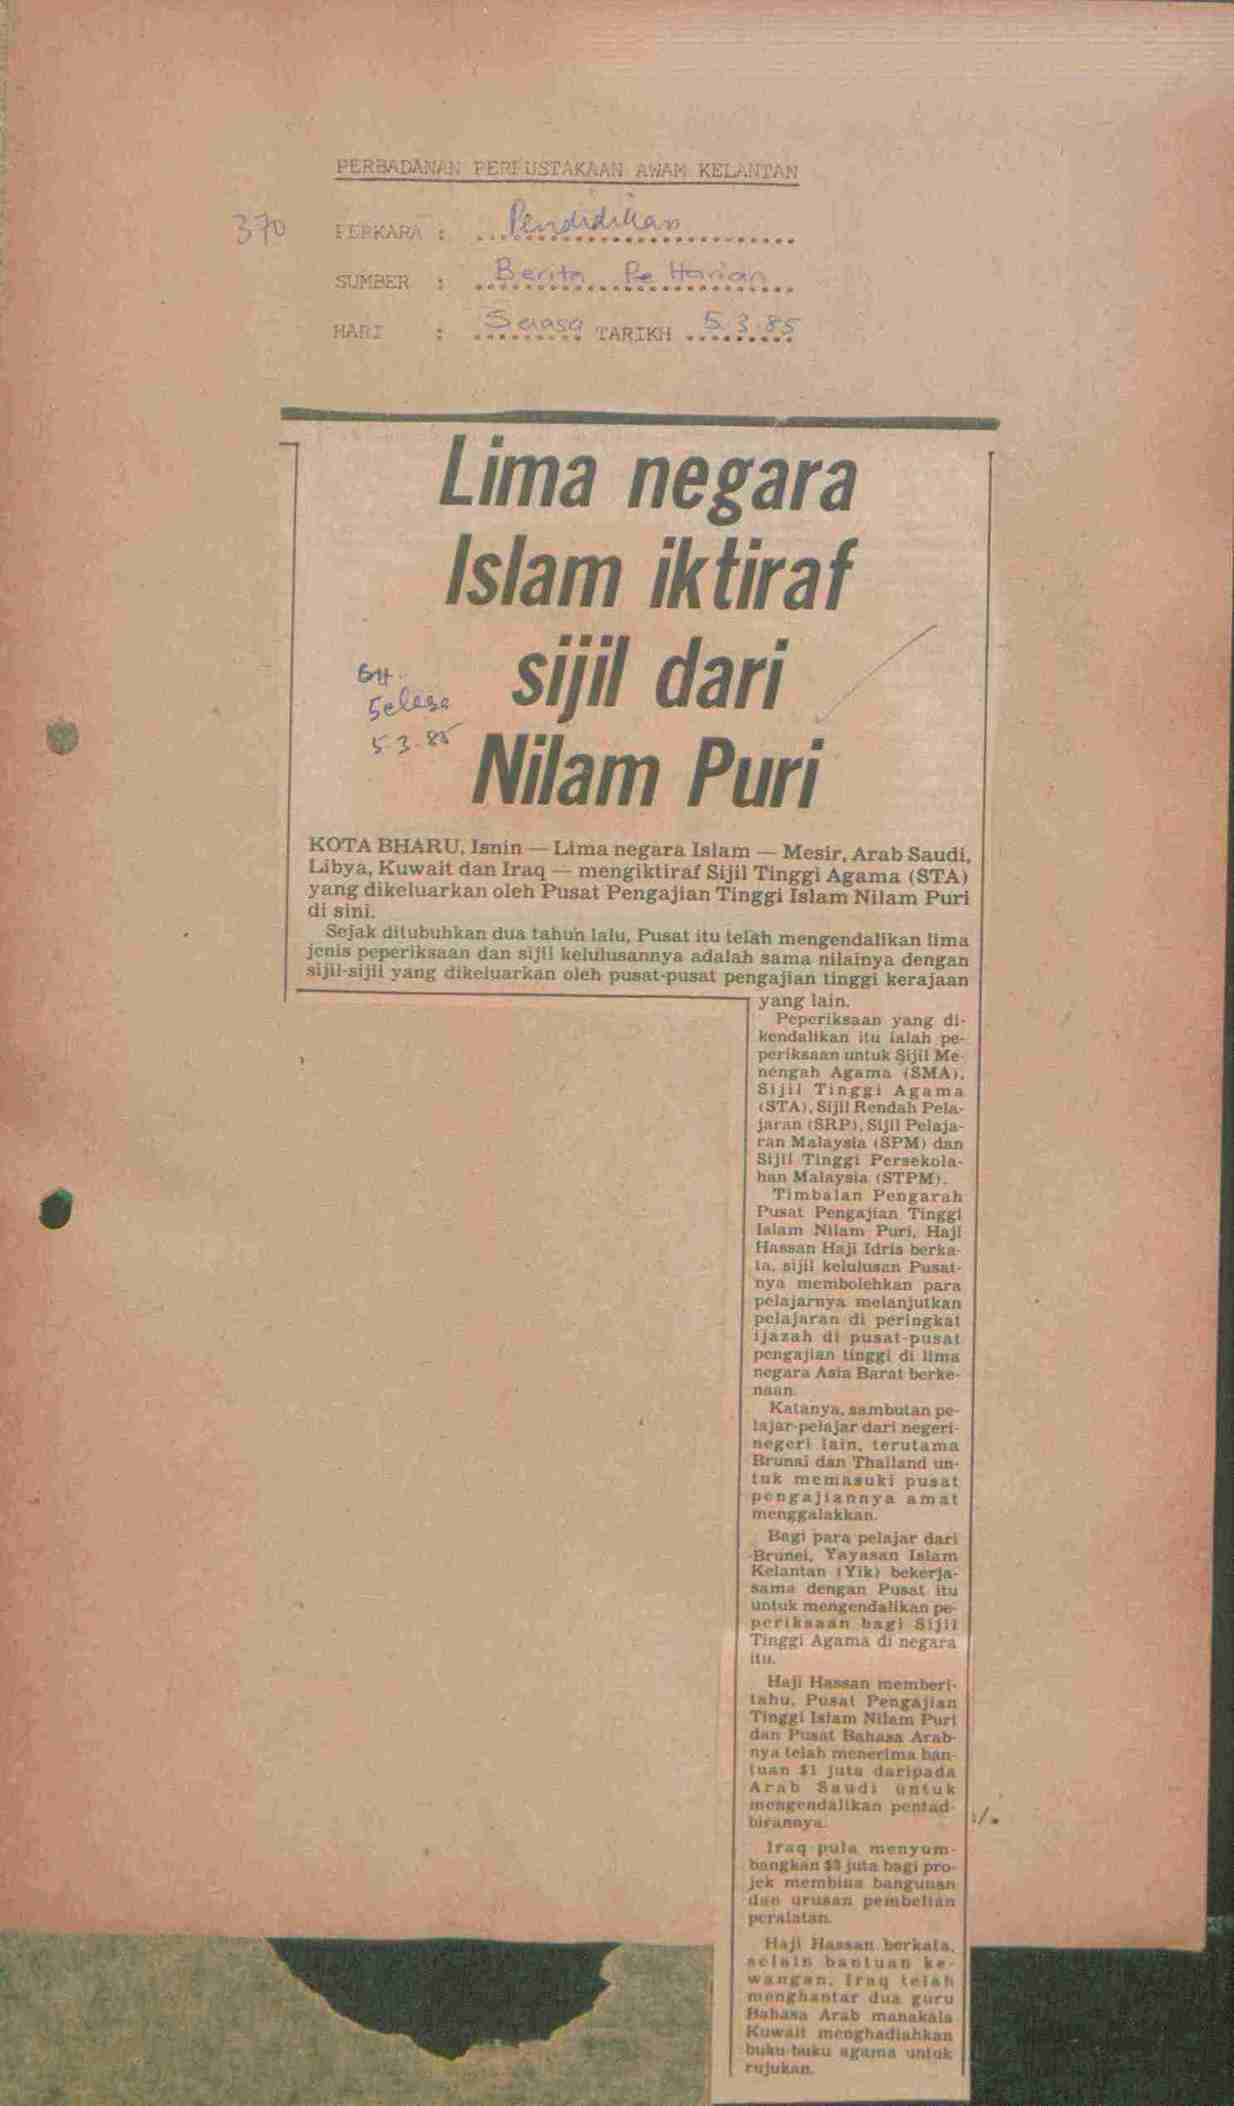 PERBADANAN PERPUSTAKAAN AWAM KELANTAN
370 PERKARA : Pendidikan
SUMBER : Berita Harian
HARI : Selasa TARIKH 5.3.85
Lima negara
Islam iktiraf
sijil dari
Nilam Puri
Selasa
5.3.85
KOTA BHARU, Isnin — Lima negara Islam — Mesir, Arab Saudi,
Libya, Kuwait dan Iraq — mengiktiraf Sijil Tinggi Agama (STA)
yang dikeluarkan oleh Pusat Pengajian Tinggi Islam Nilam Puri
di sini.
Sejak ditubuhkan dua tahun lalu, Pusat itu telah mengendalikan lima
jenis peperiksaan dan sijil kelulusannya adalah sama nilainya dengan
sijil-sijil yang dikeluarkan oleh pusat-pusat pengajian tinggi kerajaan
yang lain.
Peperiksaan yang di-
kendalikan itu ialah pe-
periksaan untuk Sijil Me-
nengah Agama (SMA),
Sijil Tinggi Agama
(STA), Sijil Rendah Pela-
jaran (SRP), Sijil Pelaja-
ran Malaysia (SPM) dan
Sijil Tinggi Persekola-
han Malaysia (STPM).
Timbalan Pengarah
Pusat Pengajian Tinggi
Islam Nilam Puri, Haji
Hassan Haji Idris berka-
ta, sijil kelulusan Pusat-
nya membolehkan para
pelajarnya melanjutkan
pelajaran di peringkat
ijazah di pusat-pusat
pengajian tinggi di lima
negara Asia Barat berke-
naan.
Katanya, sambutan pe-
lajar-pelajar dari negeri-
negeri lain, terutama
Brunai dan Thailand un-
tuk memasuki pusat
pengajiannya amat
menggalakkan.
Bagi para pelajar dari
Brunei, Yayasan Islam
Kelantan (Yik) bekerja-
sama dengan Pusat itu
untuk mengendalikan pe-
periksaan bagi Sijil
Tinggi Agama di negara
itu.
Haji Hassan memberi-
tahu, Pusat Pengajian
Tinggi Islam Nilam Puri
dan Pusat Bahasa Arab-
nya telah menerima ban-
tuan $1 juta daripada
Arab Saudi untuk
mengendalikan pentad-
birannya.
Iraq pula menyum-
bangkan $3 juta bagi pro-
jek membina bangunan
dan urusan pembelian
peralatan.
Haji Hassan berkata,
selain bantuan ke-
wangan, Iraq telah
menghantar dua guru
Bahasa Arab manakala
Kuwait menghadiahkan
buku-buku agama untuk
rujukan.